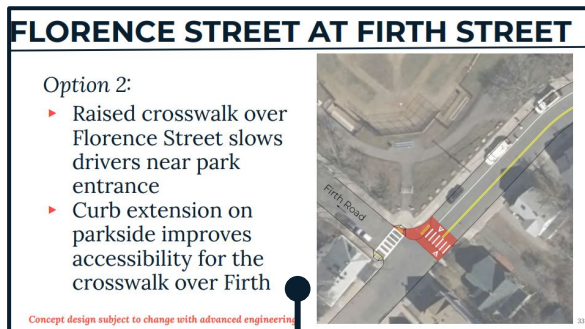 FLORENCE STREET AT FIRTH STREET
Option 2:
Raised crosswalk over
Florence Street slows
drivers near park
entrance
Curb extension on
parkside improves
accessibility for the
crosswalk over Firth
Firth Road
Concept design subject to change with advanced engineering
33